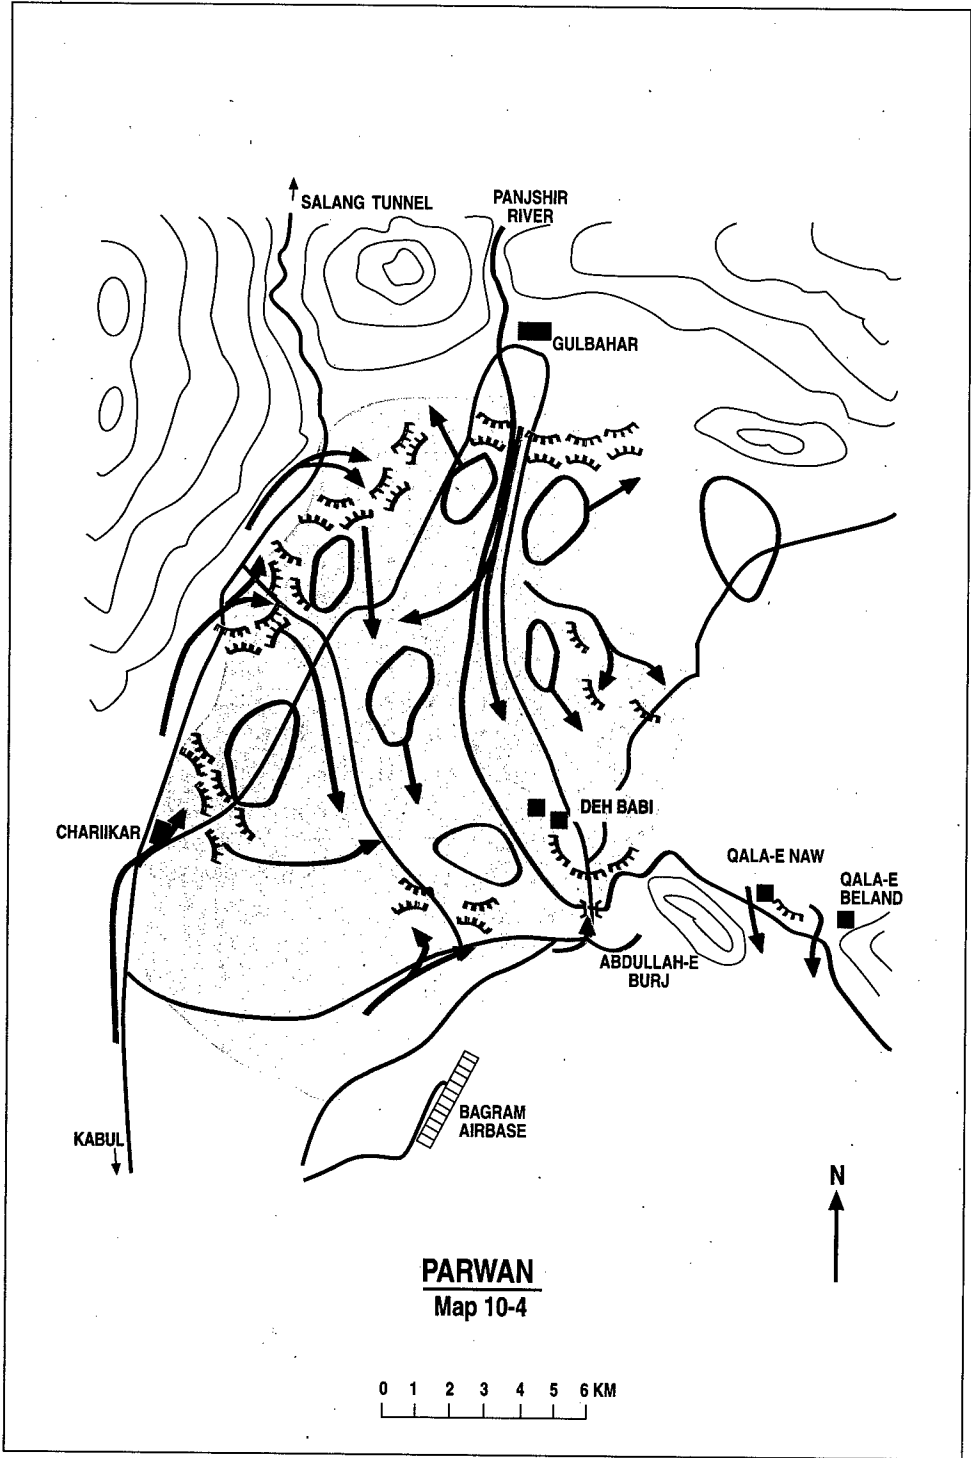 SALANG TUNNEL
PANJSHIR
RIVER
GULBAHAR
CHARIIKAR
DEH BABI
QALA-E NAW
QALA-E
BELAND
ABDULLAH-E
BURJ
BAGRAM
AIRBASE
KABUL
N
PARWAN
Map 10-4
0 1 2 3 4 5 6 KM